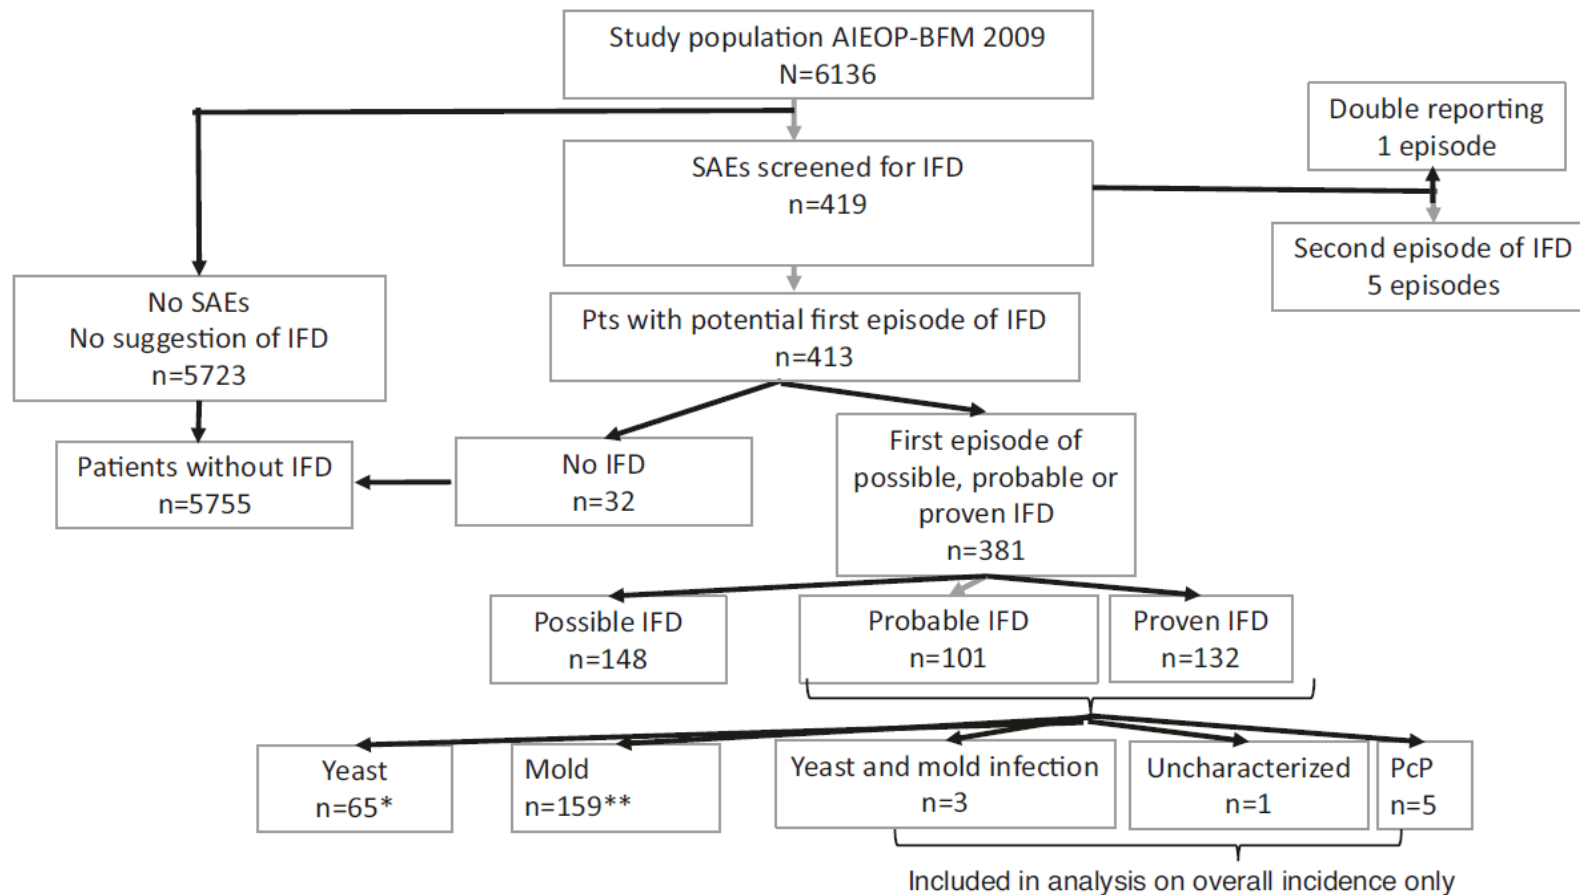 Study population AIEOP-BFM 2009
N=6136
Double reporting
1 episode
SAEs screened for IFD
n=419
Second episode of IFD
5 episodes
No SAEs
No suggestion of IFD
n=5723
Pts with potential first episode of IFD
n=413
Patients without IFD
n=5755
No IFD
n=32
First episode of
possible, probable or
proven IFD
n=381
Possible IFD
n=148
Probable IFD
n=101
Proven IFD
n=132
Yeast
n=65*
Mold
n=159**
Yeast and mold infection
n=3
Uncharacterized
n=1
PcP
n=5
Included in analysis on overall incidence only